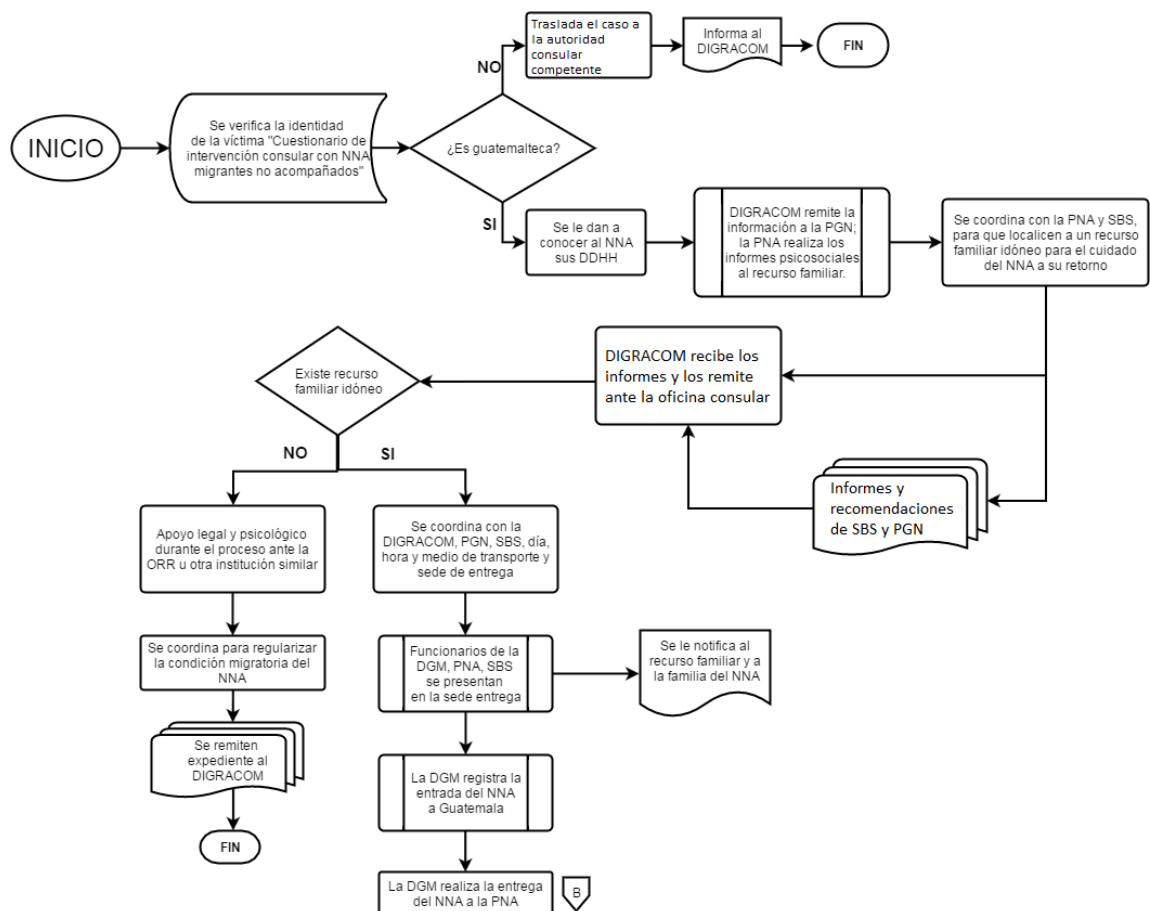 Traslada el caso a
la autoridad
consular
competente
Informa al
DIGRACOM
FIN
NO
INICIO
Se verifica la identidad
de la víctima "Cuestionario de
intervención consular con NNA
migrantes no acompañados"
¿Es guatemalteca?
SI
Se le dan a
conocer al NNA
sus DDHH
DIGRACOM remite la
información a la PGN;
la PNA realiza los
informes psicosociales
al recurso familiar.
Se coordina con la PNA y SBS,
para que localicen a un recurso
familiar idóneo para el cuidado
del NNA a su retorno
DIGRACOM recibe los
informes y los remite
ante la oficina consular
Existe recurso
familiar idóneo
Informes y
recomendaciones
de SBS y PGN
NO
SI
Apoyo legal y psicológico
durante el proceso ante la
ORR u otra institución similar
Se coordina con la
DIGRACOM, PGN, SBS, día,
hora y medio de transporte y
sede de entrega
Se coordina para regularizar
la condición migratoria del
NNA
Funcionarios de la
DGM, PNA, SBS
se presentan
en la sede entrega
Se le notifica al
recurso familiar y a
la familia del NNA
Se remiten
expediente al
DIGRACOM
La DGM registra la
entrada del NNA
a Guatemala
FIN
La DGM realiza la entrega
del NNA a la PNA
B